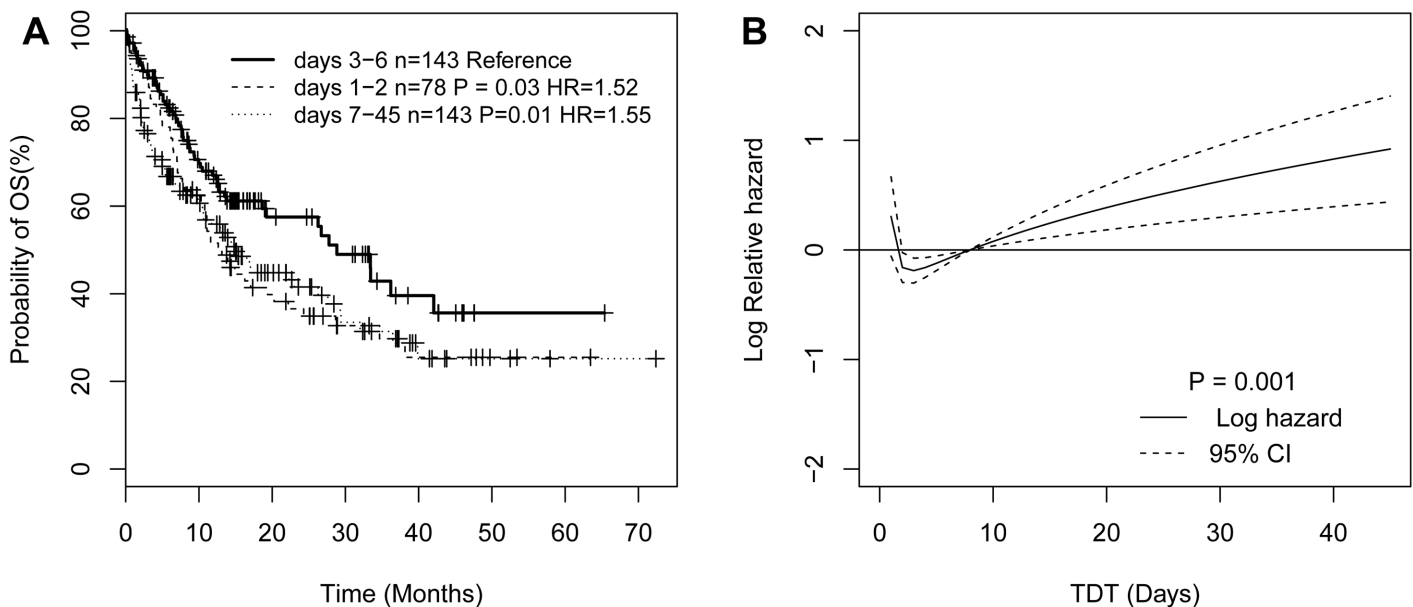 A
days 3−6 n=143 Reference
days 1−2 n=78 P = 0.03 HR=1.52
days 7−45 n=143 P=0.01 HR=1.55
Probability of OS(%)
100
80
60
40
20
0
0 10 20 30 40 50 60 70
Time (Months)
B
Log Relative hazard
2
1
0
−1
−2
P = 0.001
Log hazard
95% CI
0 10 20 30 40
TDT (Days)